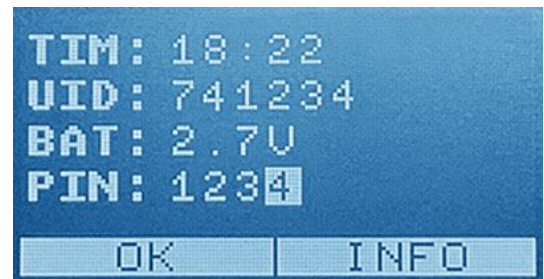 TIM: 18:22
UID: 741234
BAT: 2.7V
PIN: 1234
OK INFO